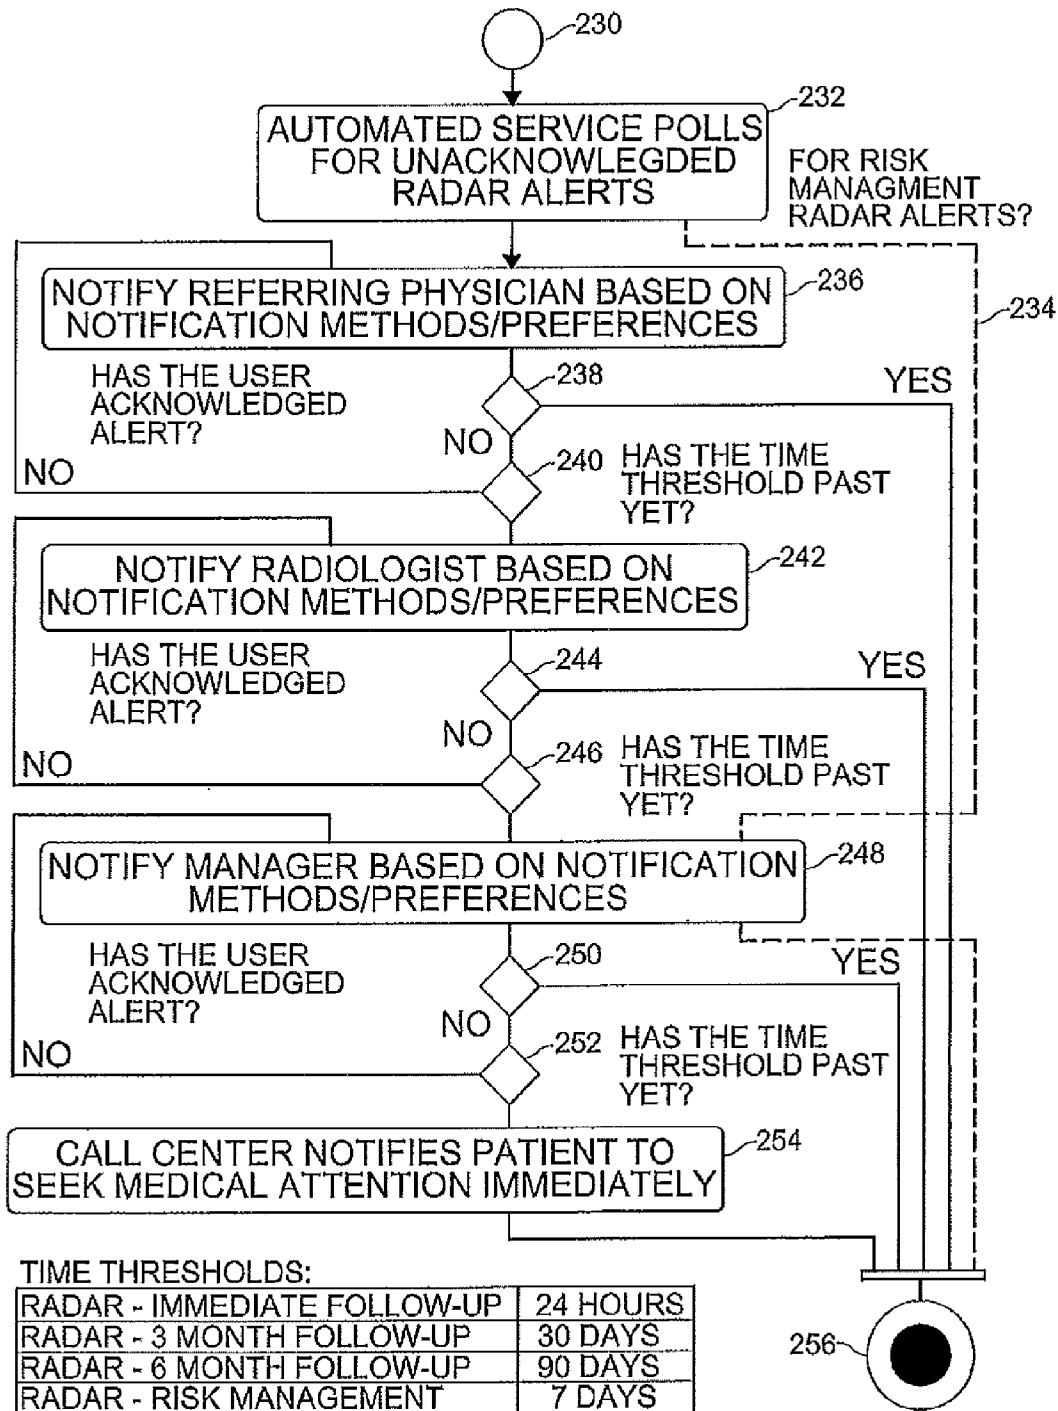 230
232
AUTOMATED SERVICE POLLS
FOR UNACKNOWLEGDED
RADAR ALERTS
FOR RISK
MANAGMENT
RADAR ALERTS?
234
236
NOTIFY REFERRING PHYSICIAN BASED ON
NOTIFICATION METHODS/PREFERENCES
HAS THE USER
ACKNOWLEDGED
ALERT?
238
YES
NO
NO
240
HAS THE TIME
THRESHOLD PAST
YET?
242
NOTIFY RADIOLOGIST BASED ON
NOTIFICATION METHODS/PREFERENCES
HAS THE USER
ACKNOWLEDGED
ALERT?
244
YES
NO
NO
246
HAS THE TIME
THRESHOLD PAST
YET?
248
NOTIFY MANAGER BASED ON NOTIFICATION
METHODS/PREFERENCES
HAS THE USER
ACKNOWLEDGED
ALERT?
250
YES
NO
NO
252
HAS THE TIME
THRESHOLD PAST
YET?
254
CALL CENTER NOTIFIES PATIENT TO
SEEK MEDICAL ATTENTION IMMEDIATELY
TIME THRESHOLDS:
RADAR - IMMEDIATE FOLLOW-UP 24 HOURS
RADAR - 3 MONTH FOLLOW-UP 30 DAYS
RADAR - 6 MONTH FOLLOW-UP 90 DAYS
RADAR - RISK MANAGEMENT 7 DAYS
256